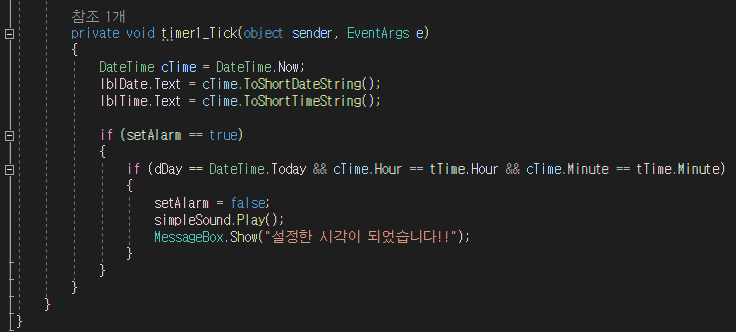 참조 1개
private void timer1_Tick(object sender, EventArgs e)
{
DateTime cTime = DateTime.Now;
lblDate.Text = cTime.ToShortDateString();
lblTime.Text = cTime.ToShortTimeString();
if (setAlarm == true)
{
if (dDay == DateTime.Today && cTime.Hour == tTime.Hour && cTime.Minute == tTime.Minute)
{
setAlarm = false;
simpleSound.Play();
MessageBox.Show("설정한 시각이 되었습니다!!");
}
}
}
}
}